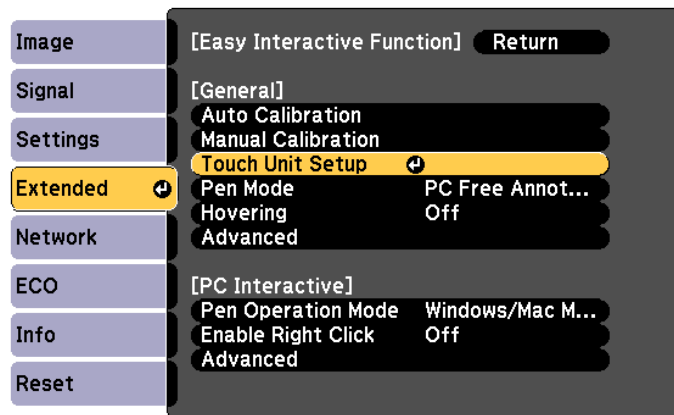 Image
Signal
Settings
Extended
Network
ECO
Info
Reset
[Easy Interactive Function] Return
[General]
Auto Calibration
Manual Calibration
Touch Unit Setup
Pen Mode PC Free Annot...
Hovering Off
Advanced
[PC Interactive]
Pen Operation Mode Windows/Mac M...
Enable Right Click Off
Advanced